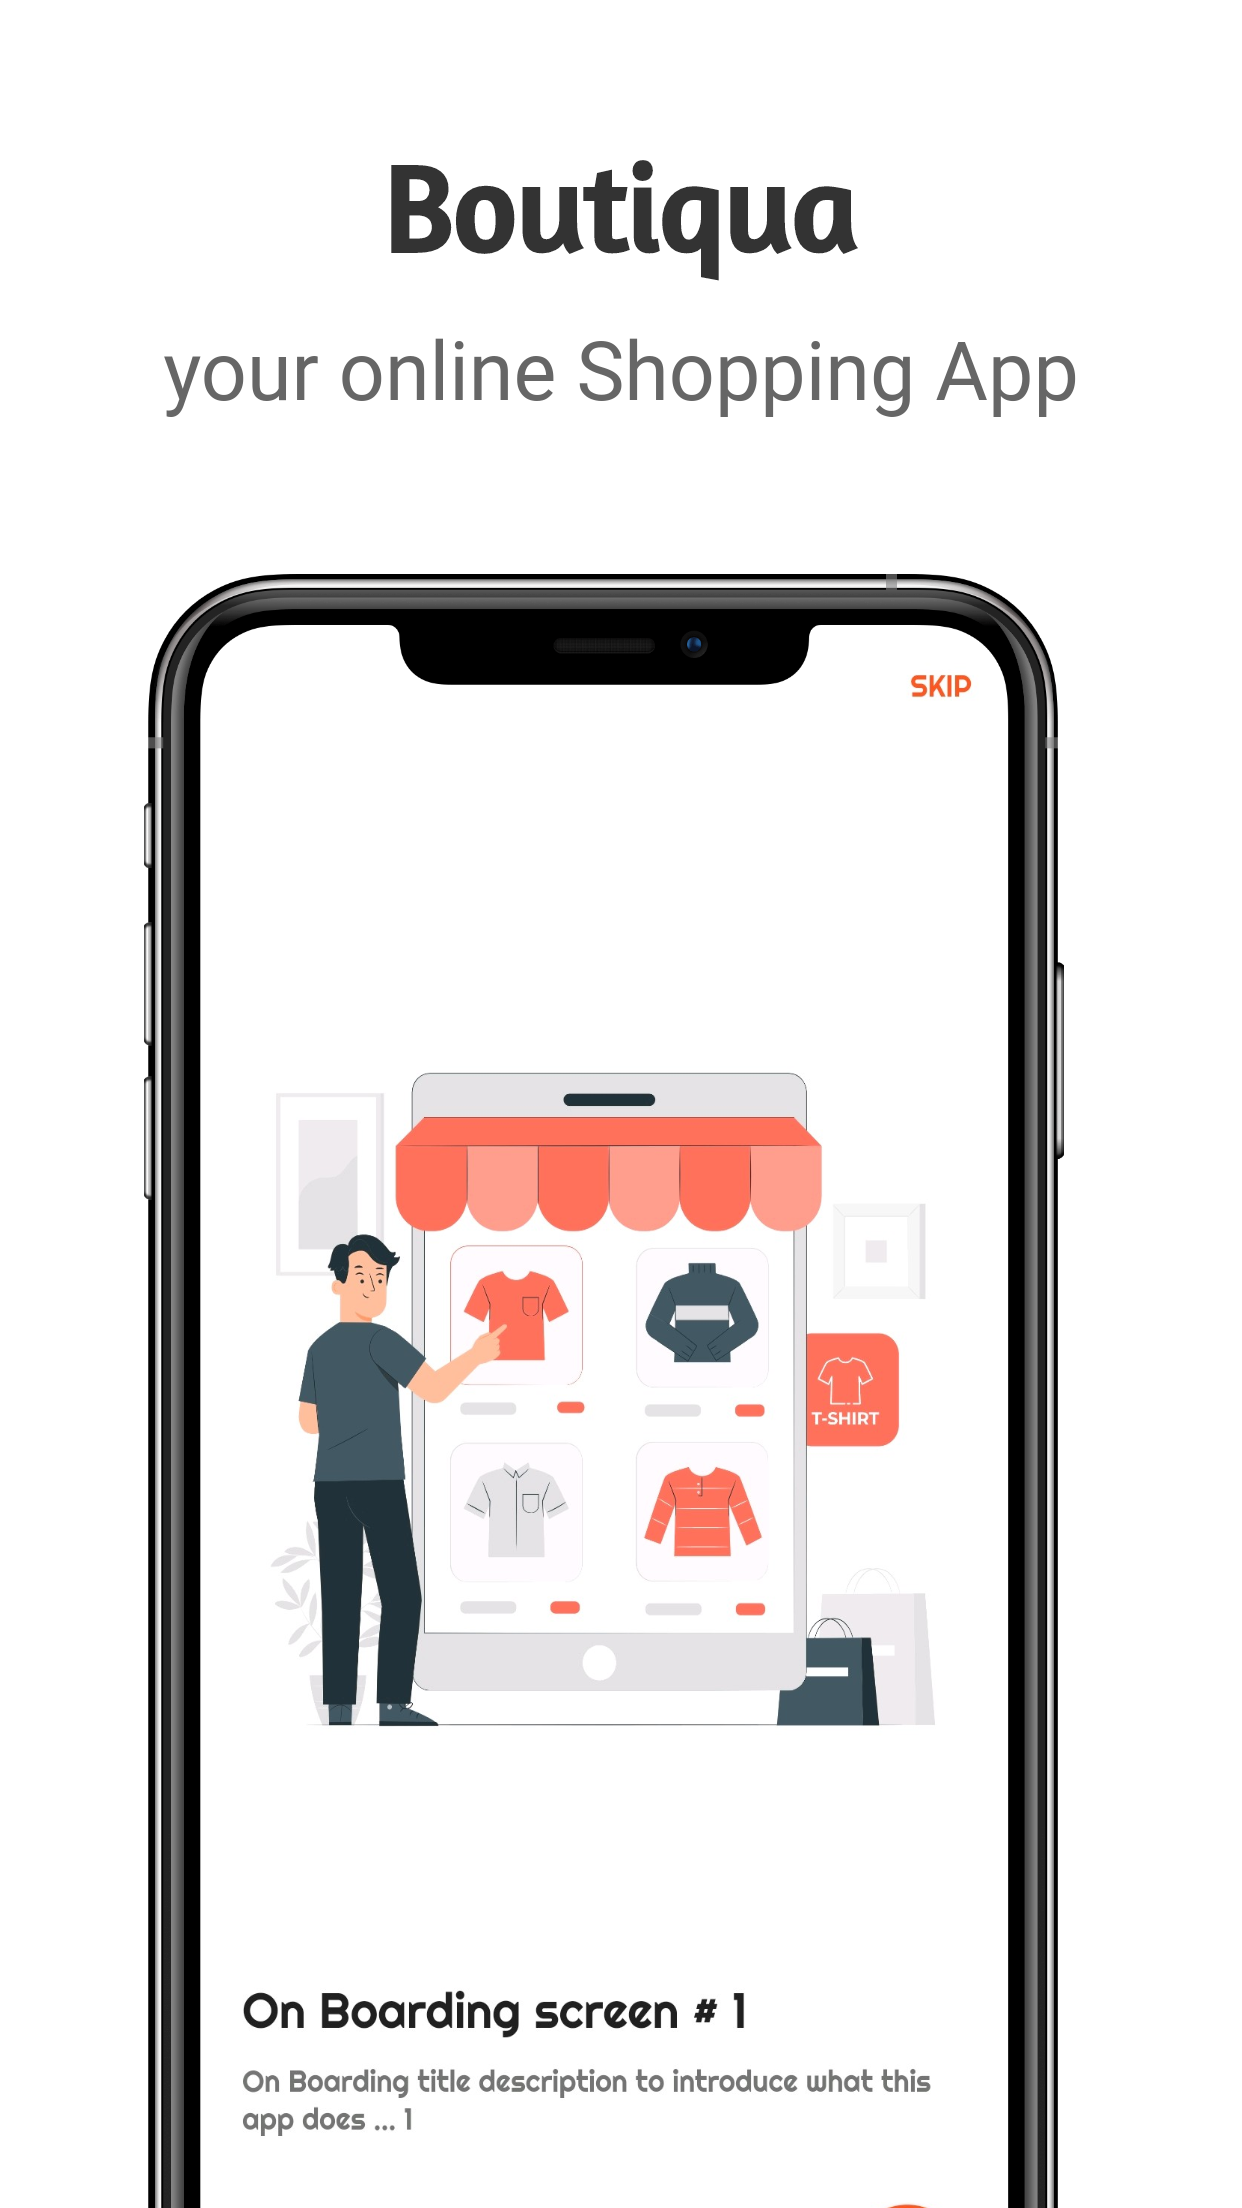 Boutiqua
your online Shopping App
SKIP
T-SHIRT
On Boarding screen # 1
On Boarding title description to introduce what this
app does ... 1